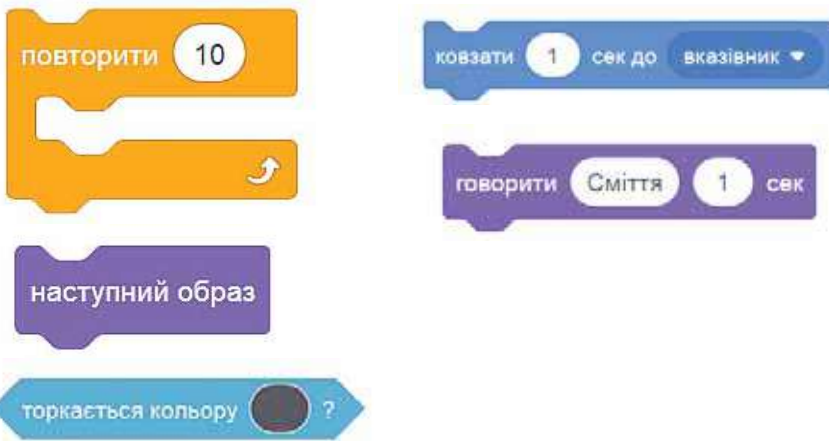 повторити 10
ковзати 1 сек до вказівник
говорити Сміття 1 сек
наступний образ
торкається кольору ?